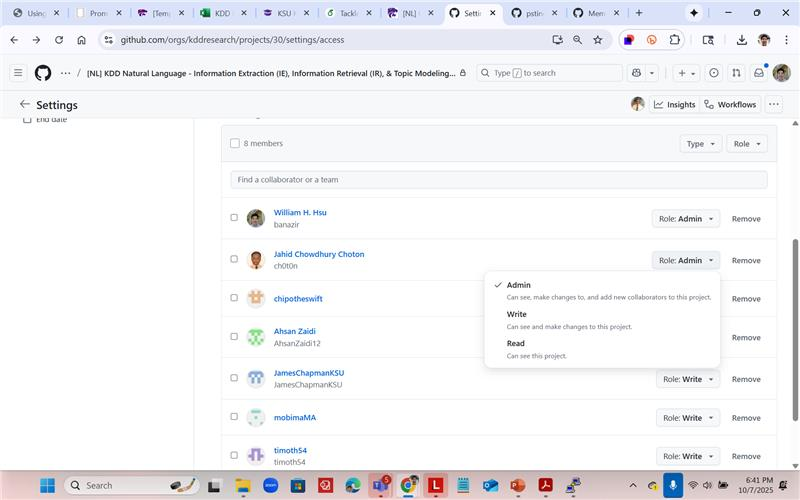 Using
Prom
[Temp
KDD
KSU
Tackle
[NL]
Settin
pstine
Mem
github.com/orgs/kddresearch/projects/30/settings/access
[NL] KDD Natural Language - Information Extraction (IE), Information Retrieval (IR), & Topic Modeling...
Type / to search
Settings
Insights
Workflows
End date
8 members
Type
Role
Find a collaborator or a team
William H. Hsu
banazir
Role: Admin
Remove
Jahid Chowdhury Choton
ch0t0n
Role: Admin
Remove
Admin
Can see, make changes to, and add new collaborators to this project.
Write
Can see and make changes to this project.
Read
Can see this project.
chipotheswift
Remove
Ahsan Zaidi
AhsanZaidi12
Remove
JamesChapmanKSU
JamesChapmanKSU
Role: Write
Remove
mobimaMA
Role: Write
Remove
timoth54
timoth54
Role: Write
Remove
Search
zoom
5
6:41 PM
10/7/2025